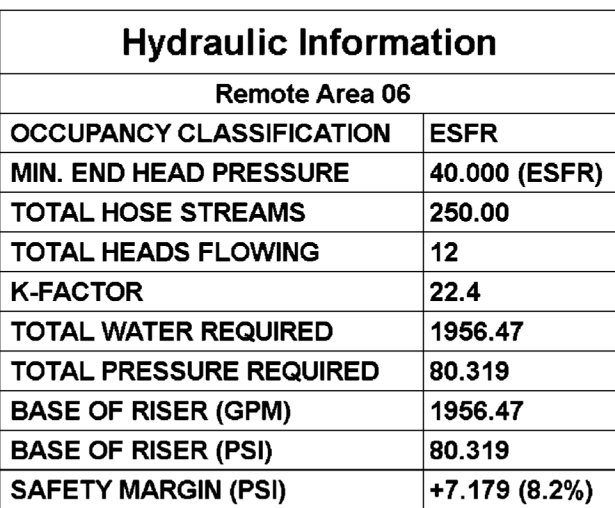 Hydraulic Information
Remote Area 06
OCCUPANCY CLASSIFICATION ESFR
MIN. END HEAD PRESSURE 40.000 (ESFR)
TOTAL HOSE STREAMS 250.00
TOTAL HEADS FLOWING 12
K-FACTOR 22.4
TOTAL WATER REQUIRED 1956.47
TOTAL PRESSURE REQUIRED 80.319
BASE OF RISER (GPM) 1956.47
BASE OF RISER (PSI) 80.319
SAFETY MARGIN (PSI) +7.179 (8.2%)